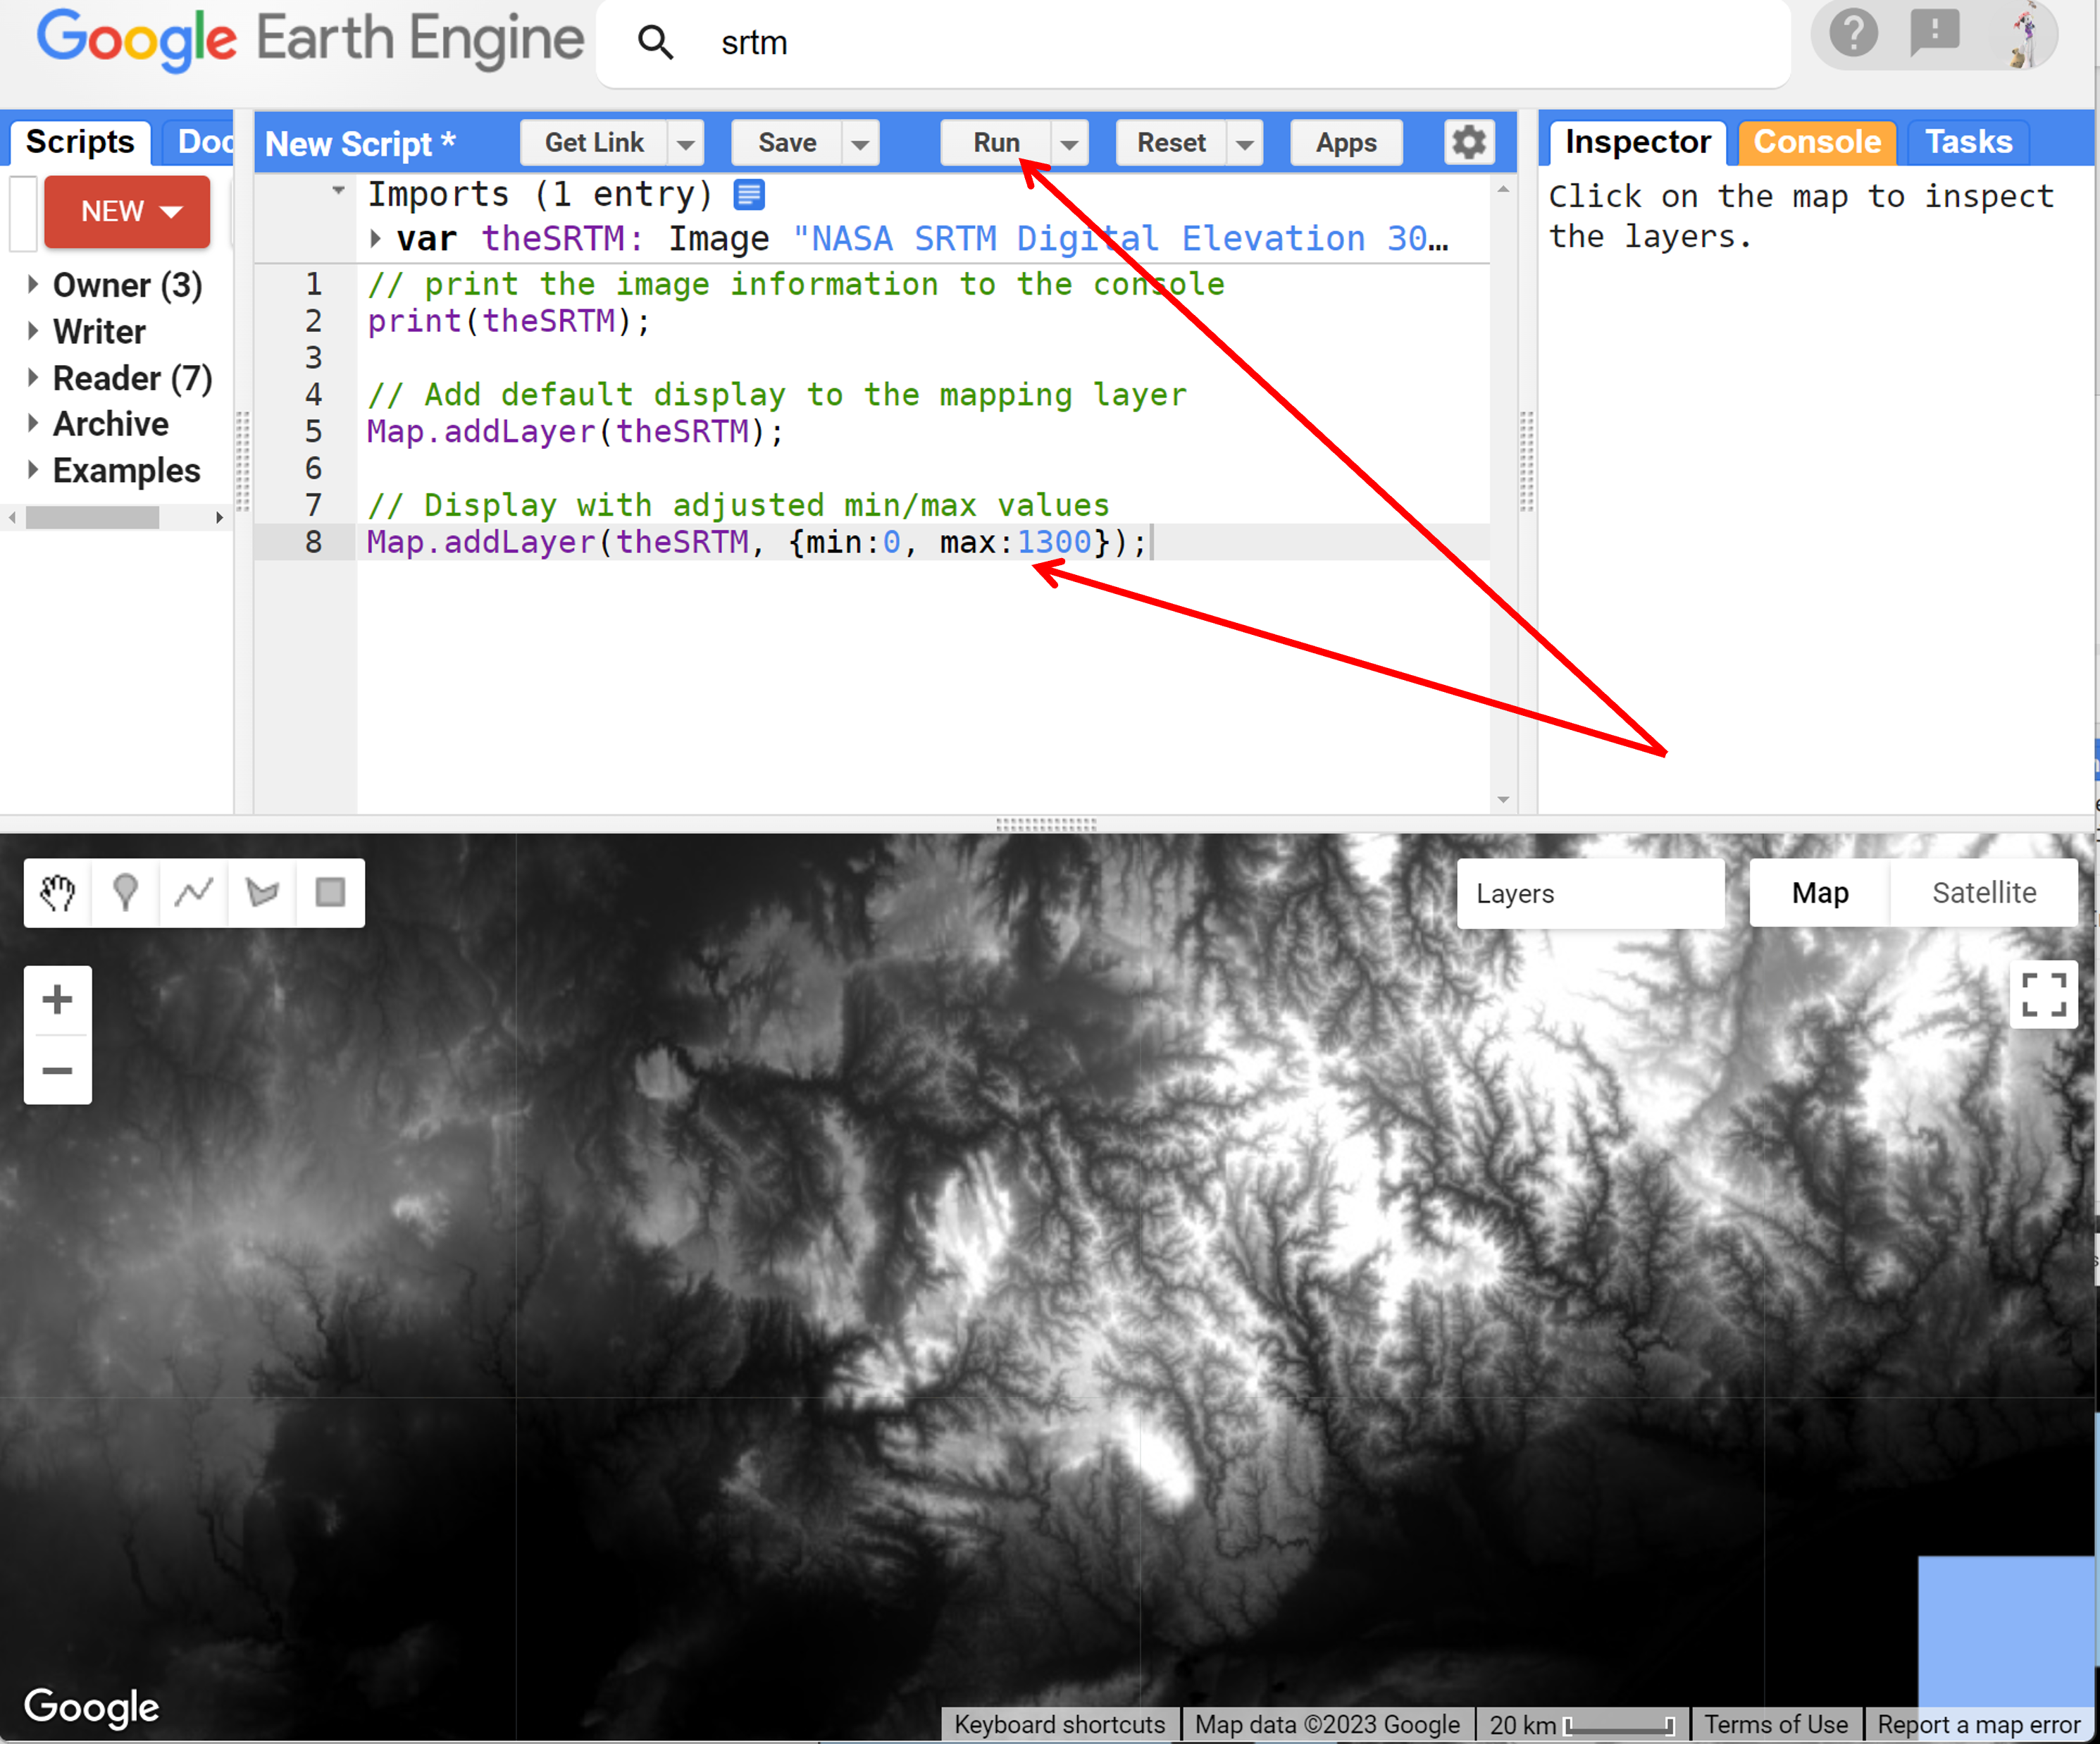 Google Earth Engine
srtm
Scripts
Doc
New Script *
Get Link
Save
Run
Reset
Apps
Inspector
Console
Tasks
NEW
Owner (3)
Writer
Reader (7)
Archive
Examples
Imports (1 entry)
var theSRTM: Image "NASA SRTM Digital Elevation 30…
1 // print the image information to the console
2 print(theSRTM);
3
4 // Add default display to the mapping layer
5 Map.addLayer(theSRTM);
6
7 // Display with adjusted min/max values
8 Map.addLayer(theSRTM, {min:0, max:1300});
Click on the map to inspect
the layers.
Layers
Map
Satellite
Google
Keyboard shortcuts
Map data ©2023 Google
20 km
Terms of Use
Report a map error